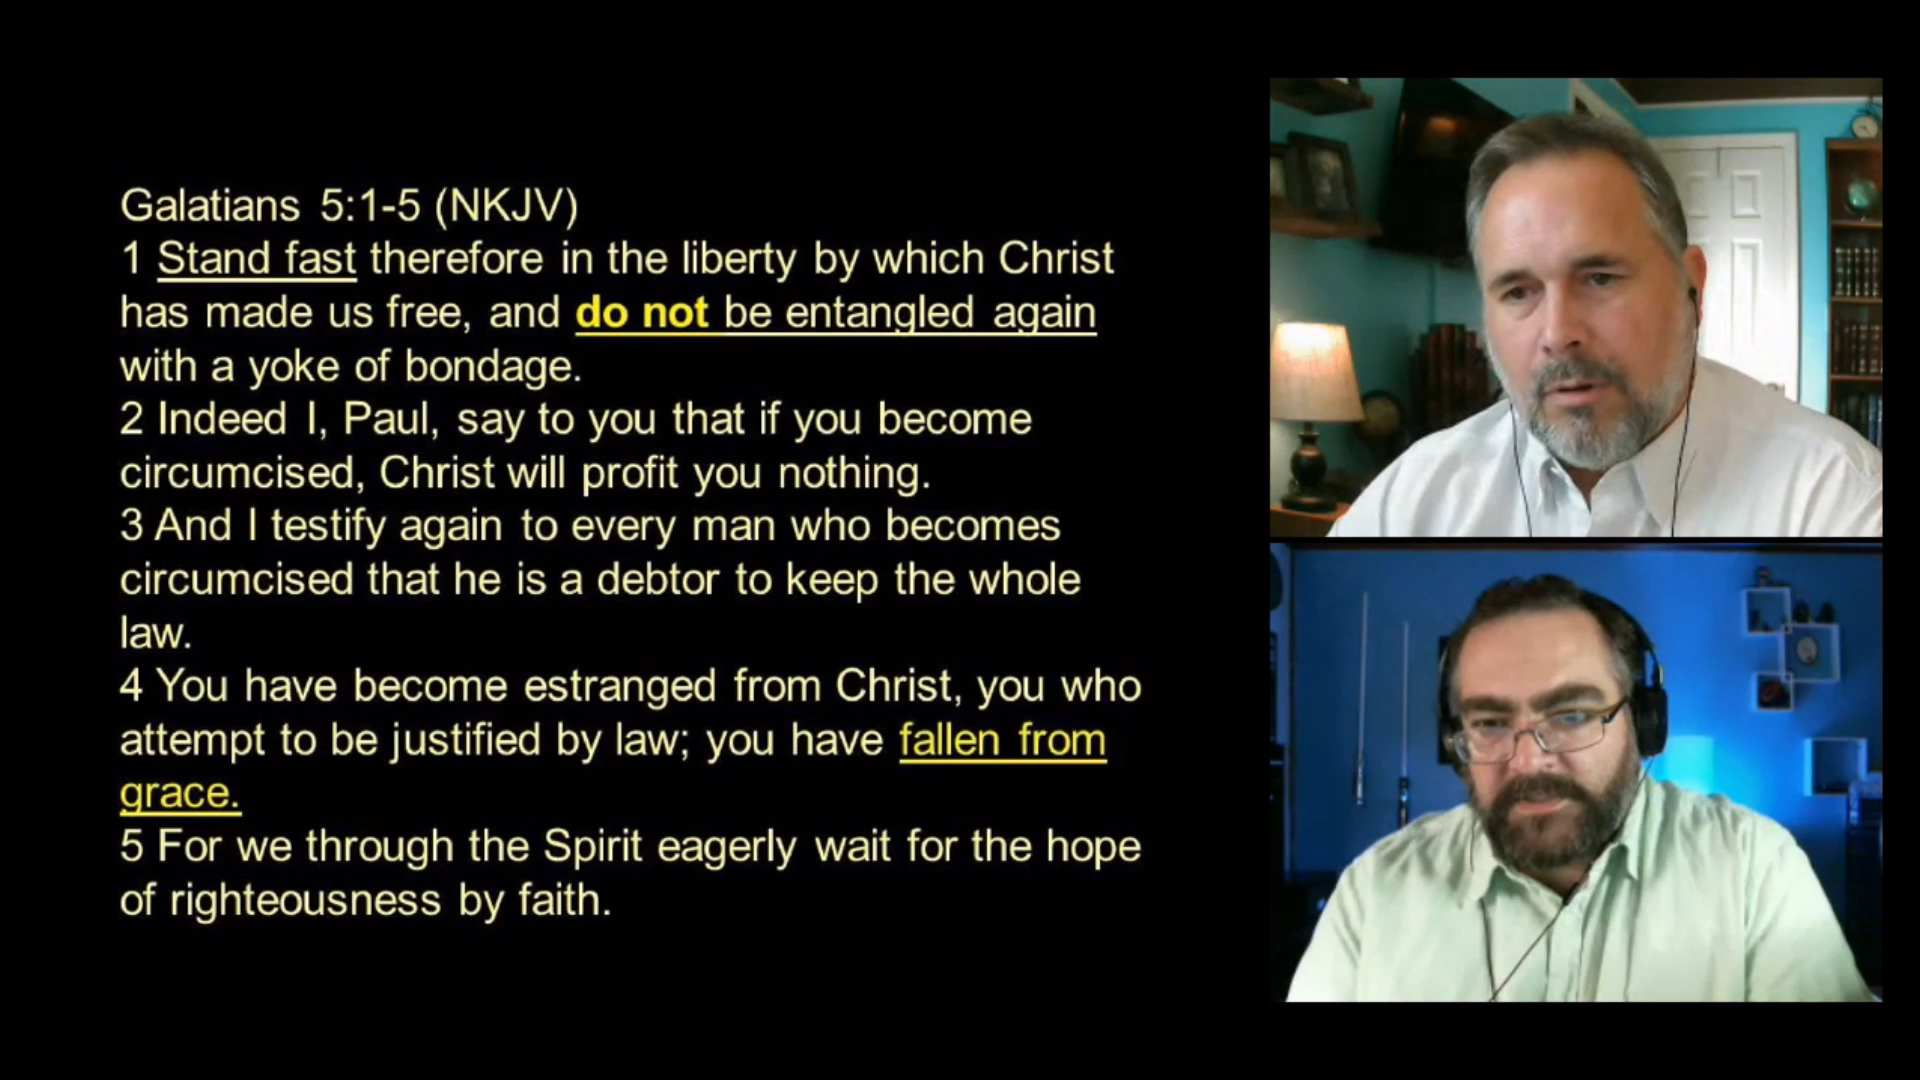 Galatians 5:1-5 (NKJV)
1 Stand fast therefore in the liberty by which Christ
has made us free, and do not be entangled again
with a yoke of bondage.
2 Indeed I, Paul, say to you that if you become
circumcised, Christ will profit you nothing.
3 And I testify again to every man who becomes
circumcised that he is a debtor to keep the whole
law.
4 You have become estranged from Christ, you who
attempt to be justified by law; you have fallen from
grace.
5 For we through the Spirit eagerly wait for the hope
of righteousness by faith.